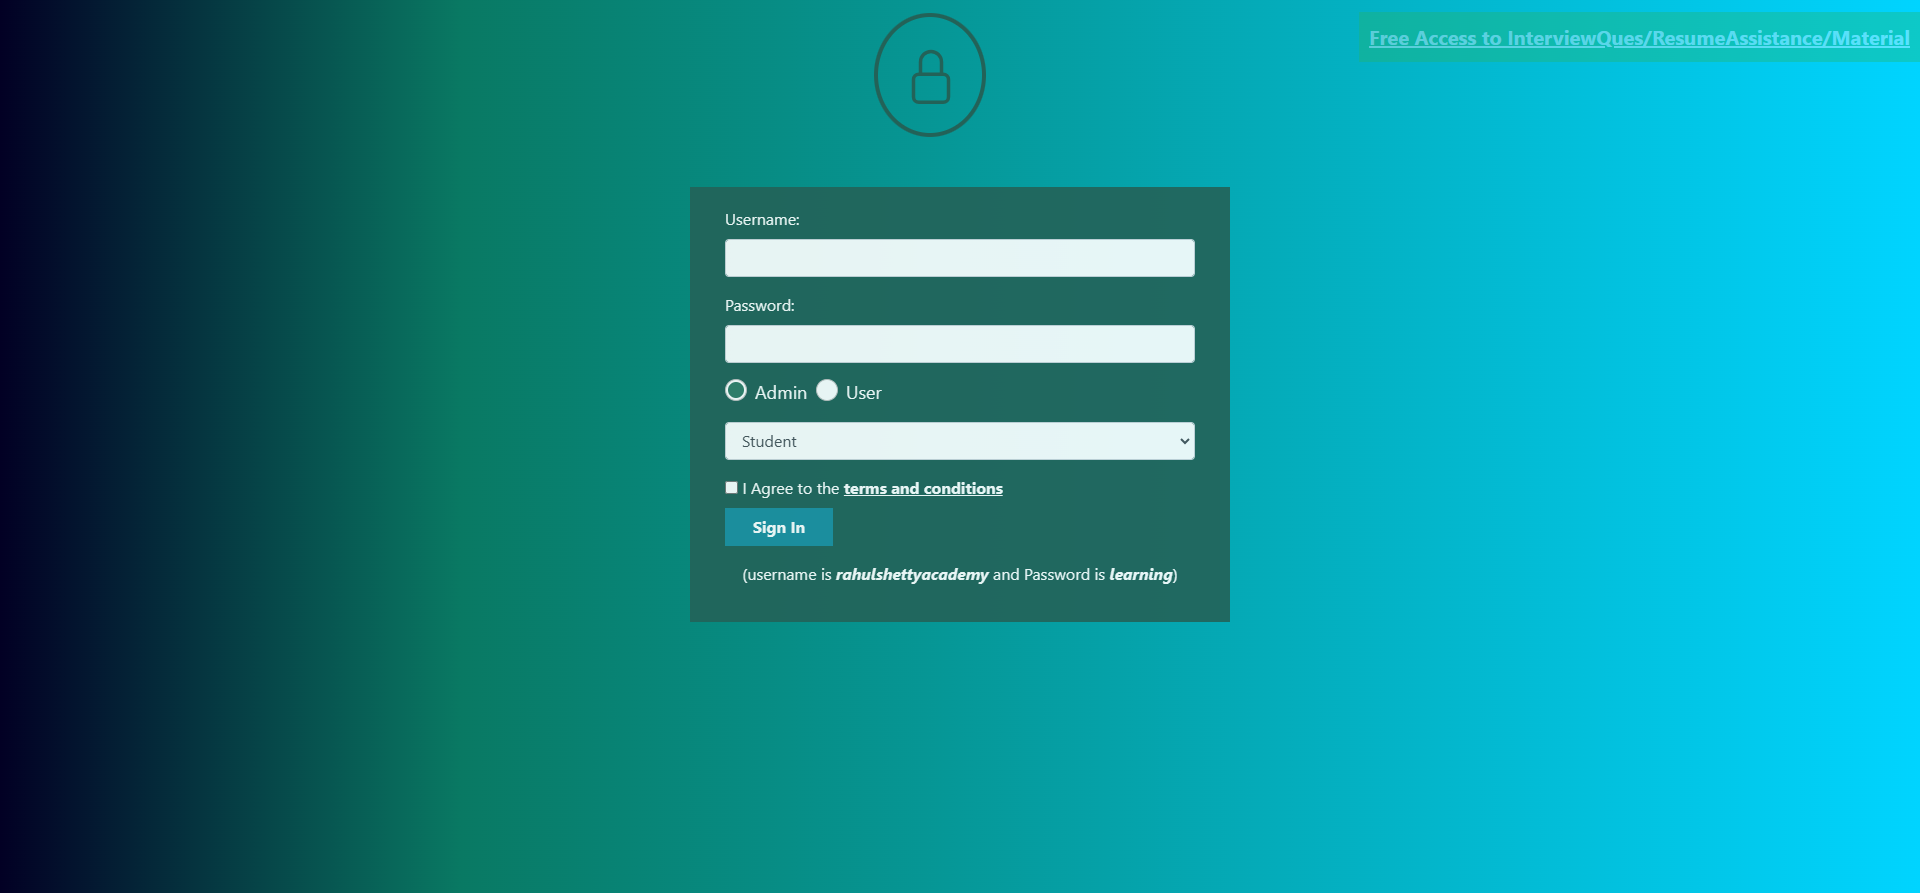 Free Access to InterviewQues/ResumeAssistance/Material
Username:
Password:
Admin User
Student
I Agree to the terms and conditions
Sign In
(username is rahulshettyacademy and Password is learning)